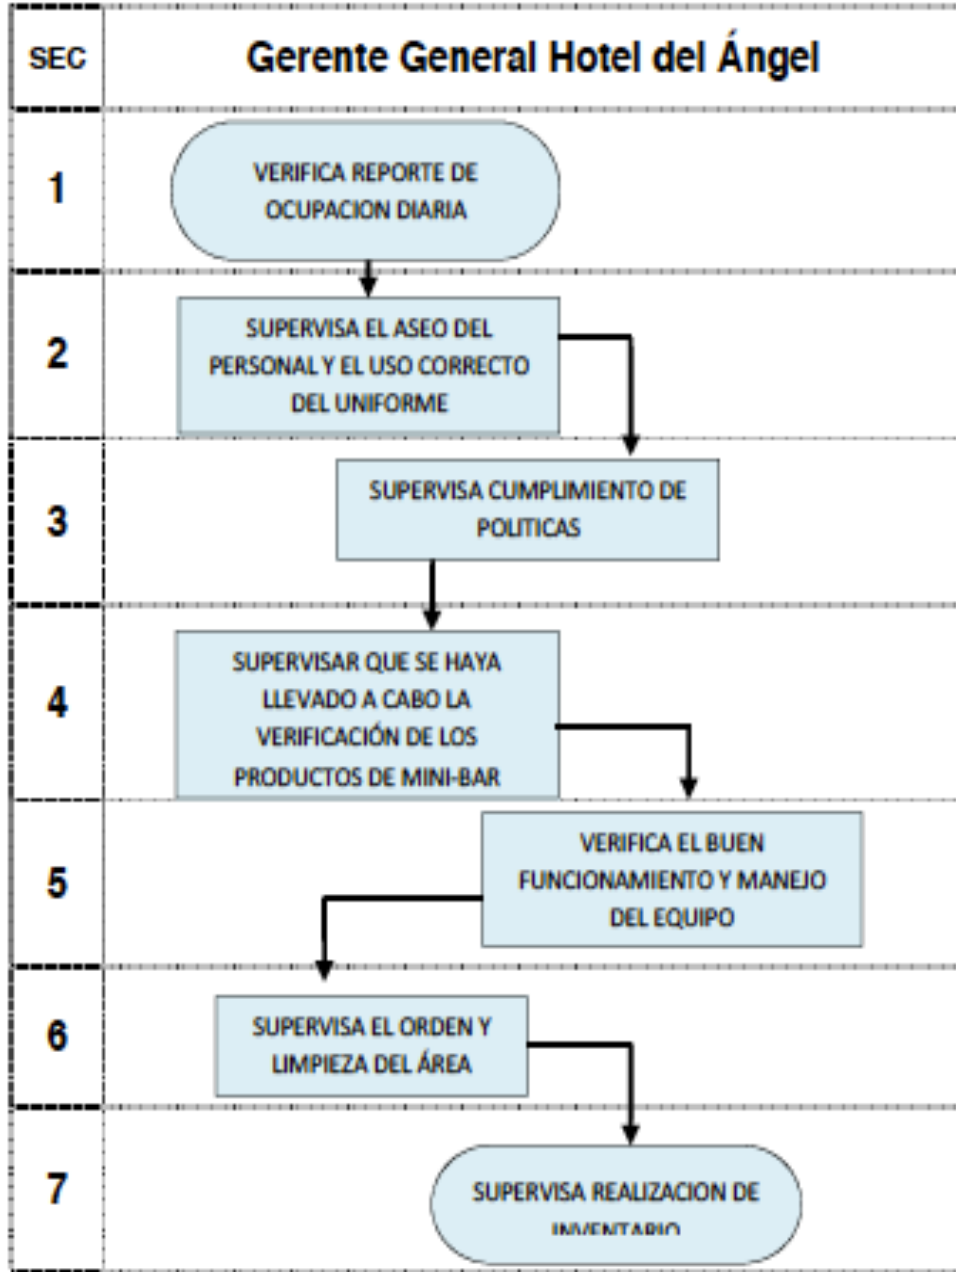 SEC
Gerente General Hotel del Ángel
1
VERIFICA REPORTE DE
OCUPACION DIARIA
2
SUPERVISA EL ASEO DEL
PERSONAL Y EL USO CORRECTO
DEL UNIFORME
3
SUPERVISA CUMPLIMIENTO DE
POLITICAS
4
SUPERVISAR QUE SE HAYA
LLEVADO A CABO LA
VERIFICACIÓN DE LOS
PRODUCTOS DE MINI-BAR
5
VERIFICA EL BUEN
FUNCIONAMIENTO Y MANEJO
DEL EQUIPO
6
SUPERVISA EL ORDEN Y
LIMPIEZA DEL ÁREA
7
SUPERVISA REALIZACION DE
INVENTARIO